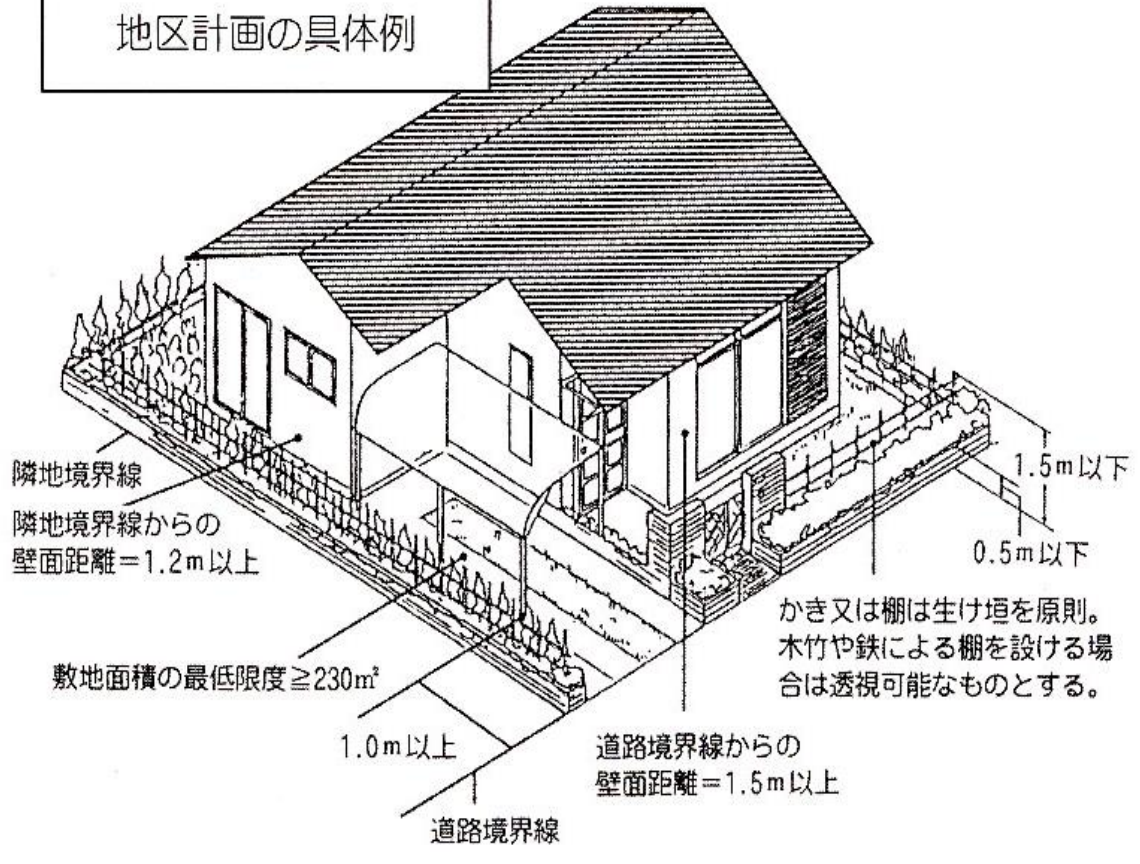 地区計画の具体例
隣地境界線
隣地境界線からの
壁面距離=1.2m以上
敷地面積の最低限度≧230㎡
1.0m以上
道路境界線
道路境界線からの
壁面距離=1.5m以上
1.5m以下
0.5m以下
かき又は棚は生け垣を原則。
木竹や鉄による棚を設ける場
合は透視可能なものとする。